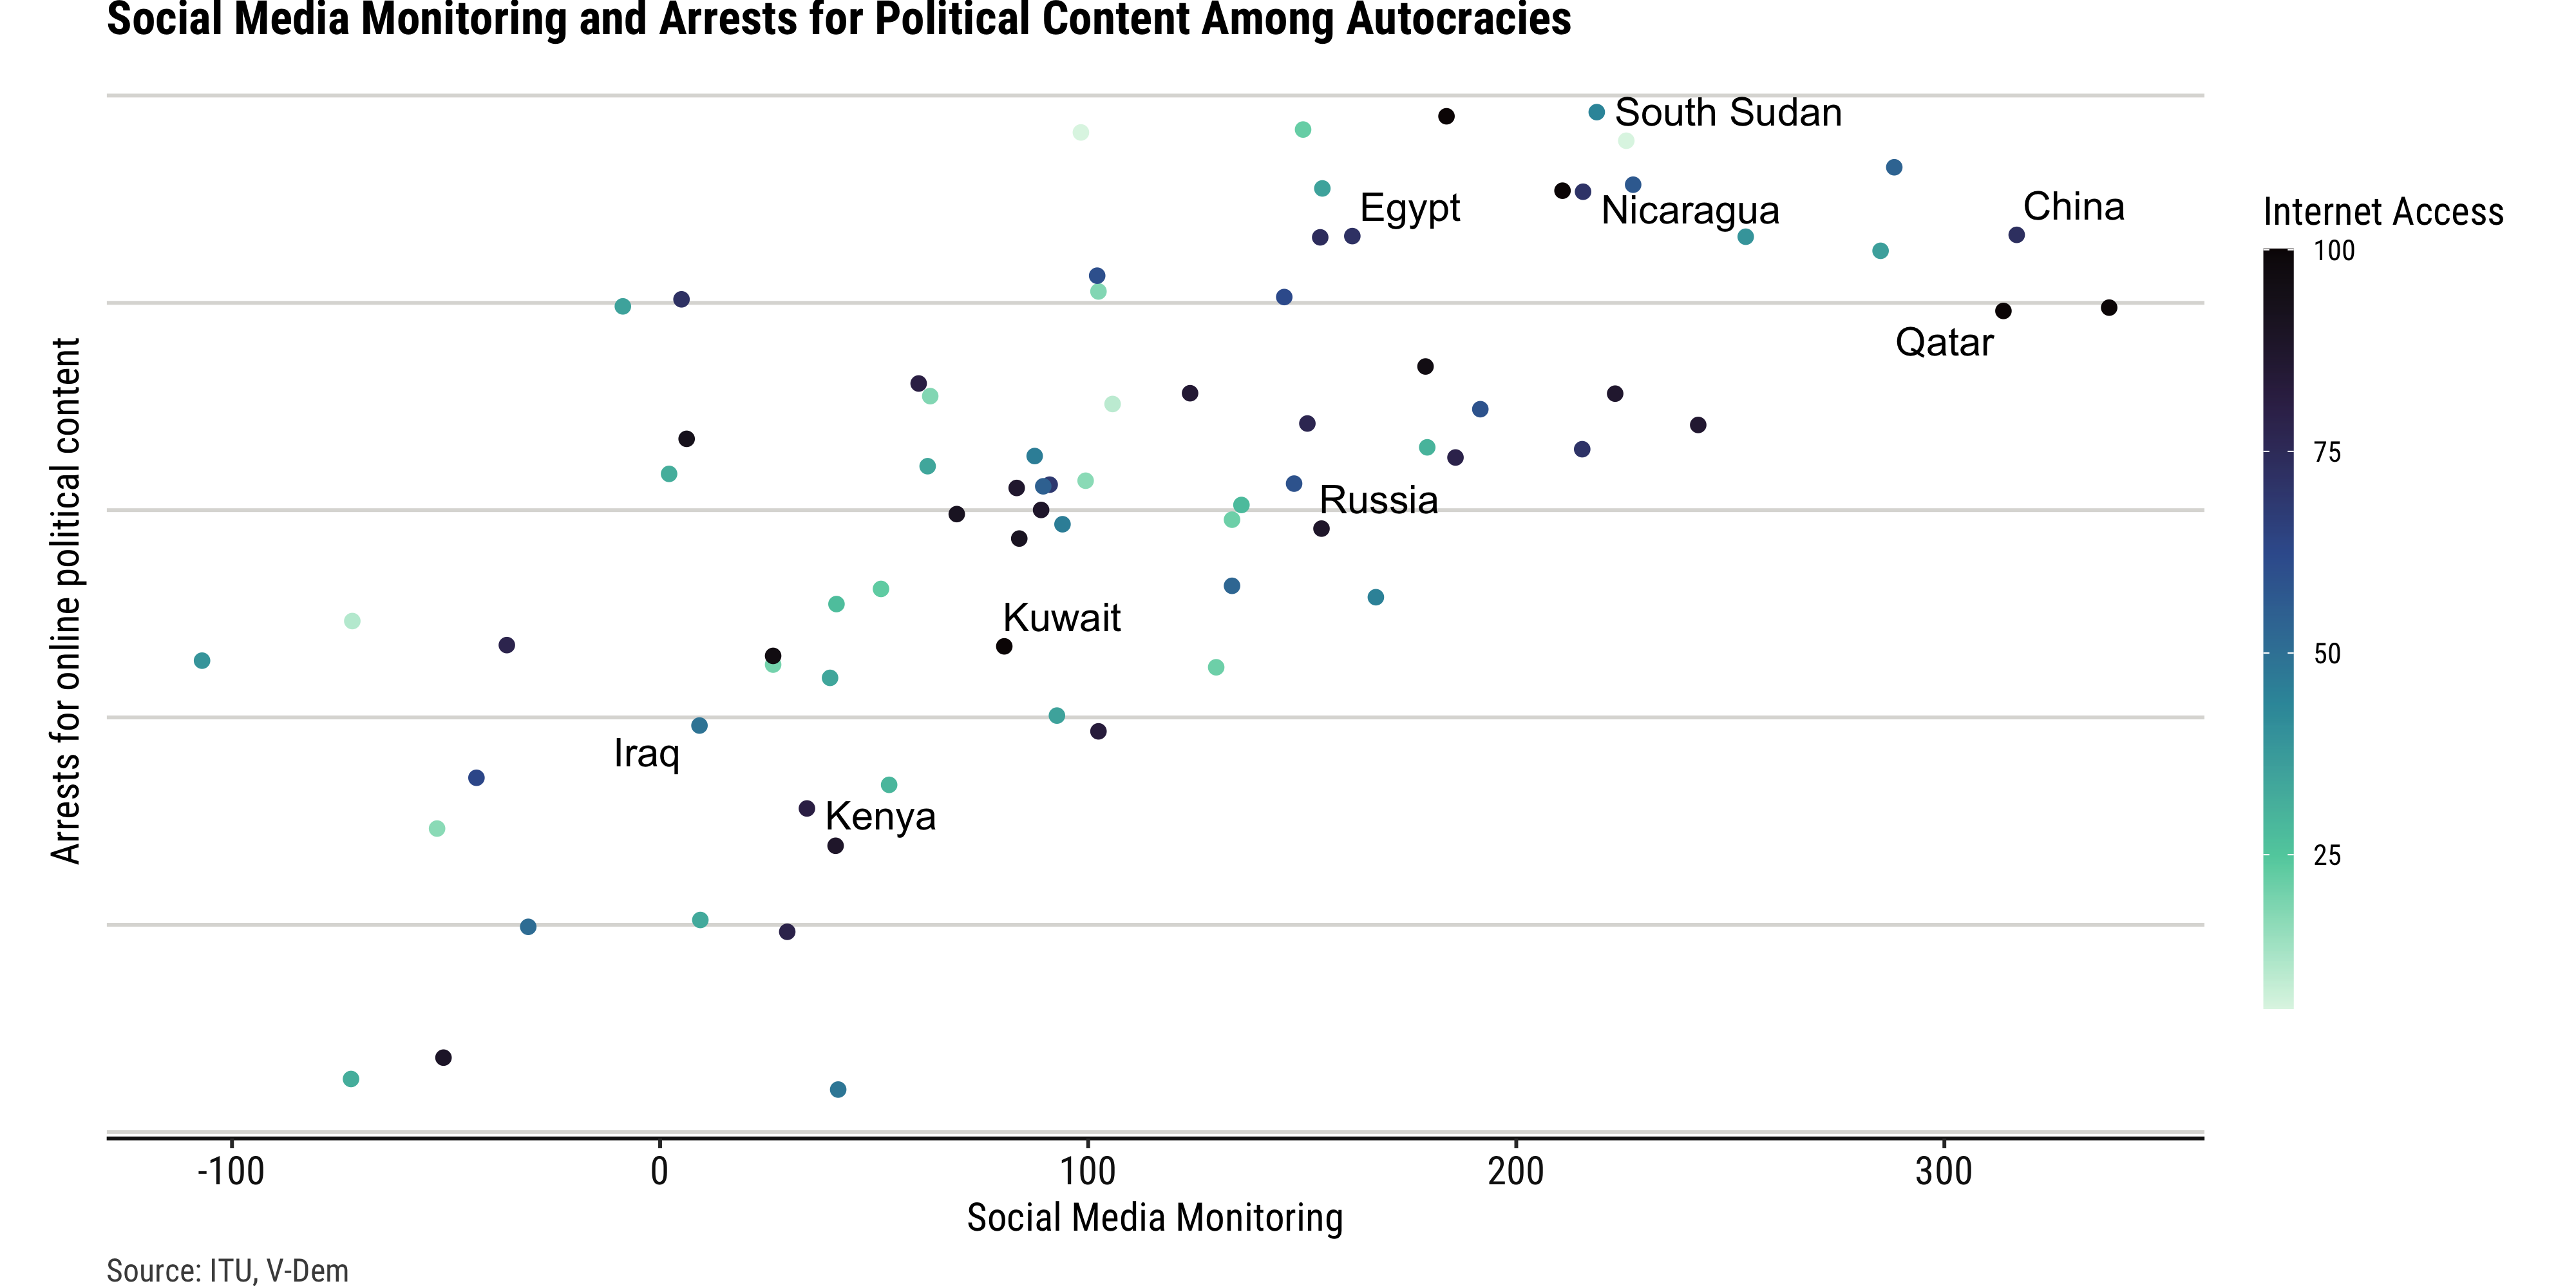 Social Media Monitoring and Arrests for Political Content Among Autocracies
South Sudan
Egypt
Nicaragua
China
Qatar
Russia
Kuwait
Iraq
Kenya
Arrests for online political content
Internet Access
100
75
50
25
-100
0
100
200
300
Social Media Monitoring
Source: ITU, V-Dem